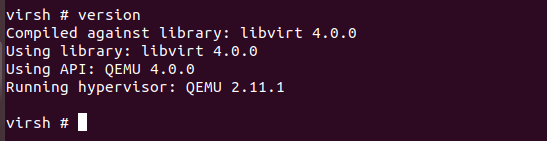 virsh # version
Compiled against library: libvirt 4.0.0
Using library: libvirt 4.0.0
Using API: QEMU 4.0.0
Running hypervisor: QEMU 2.11.1
virsh #